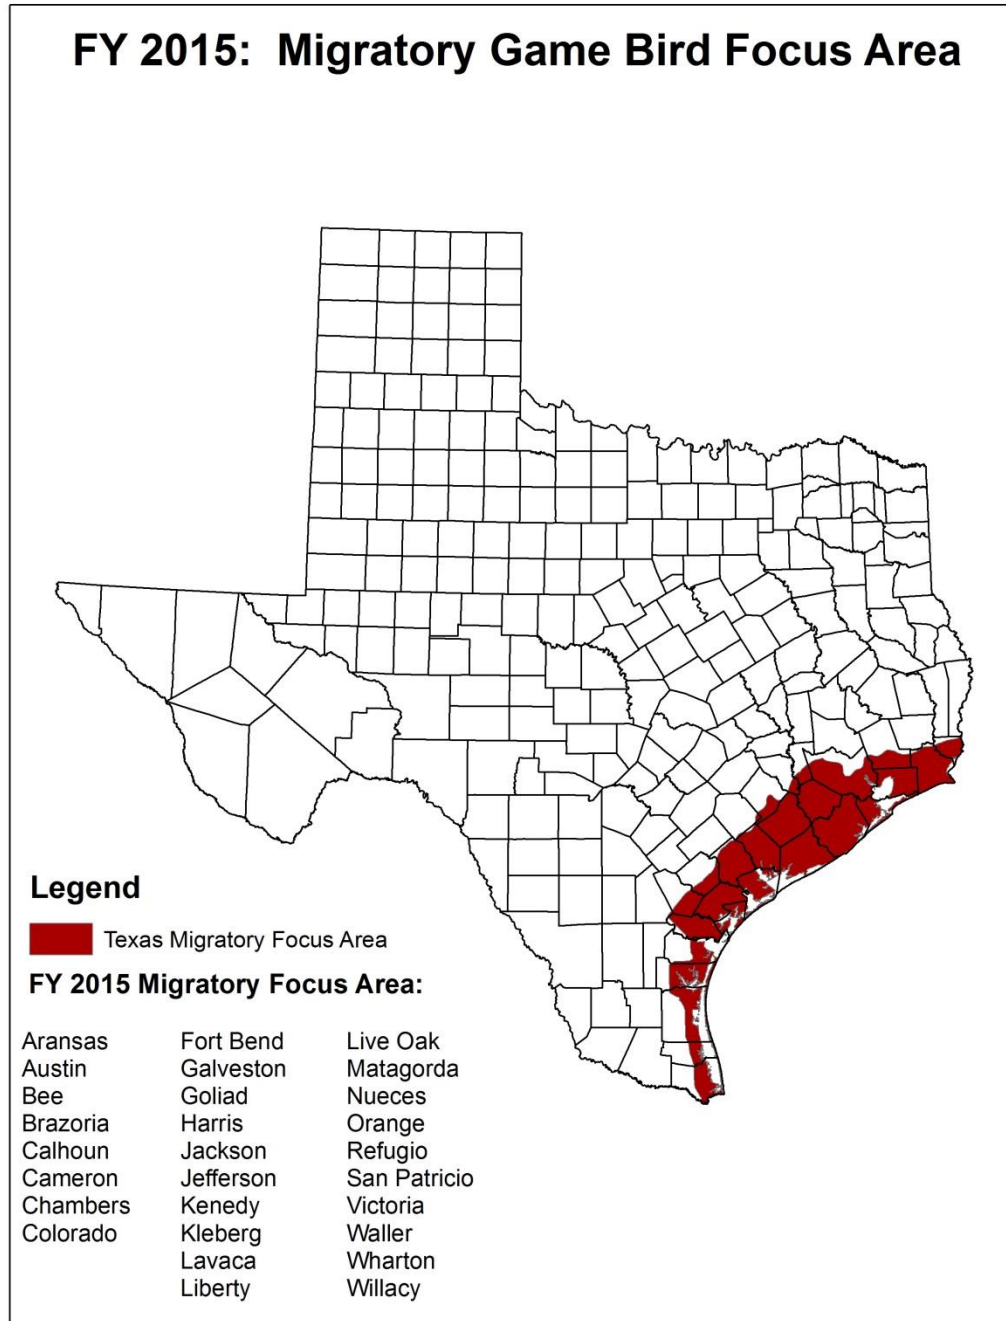 FY 2015: Migratory Game Bird Focus Area
Legend
Texas Migratory Focus Area
FY 2015 Migratory Focus Area:
Aransas
Austin
Bee
Brazoria
Calhoun
Cameron
Chambers
Colorado
Fort Bend
Galveston
Goliad
Harris
Jackson
Jefferson
Kenedy
Kleberg
Lavaca
Liberty
Live Oak
Matagorda
Nueces
Orange
Refugio
San Patricio
Victoria
Waller
Wharton
Willacy